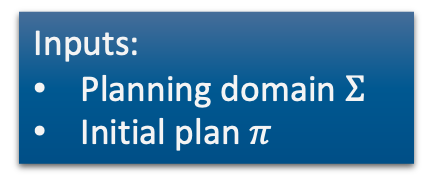 Inputs:
• Planning domain Σ
• Initial plan π